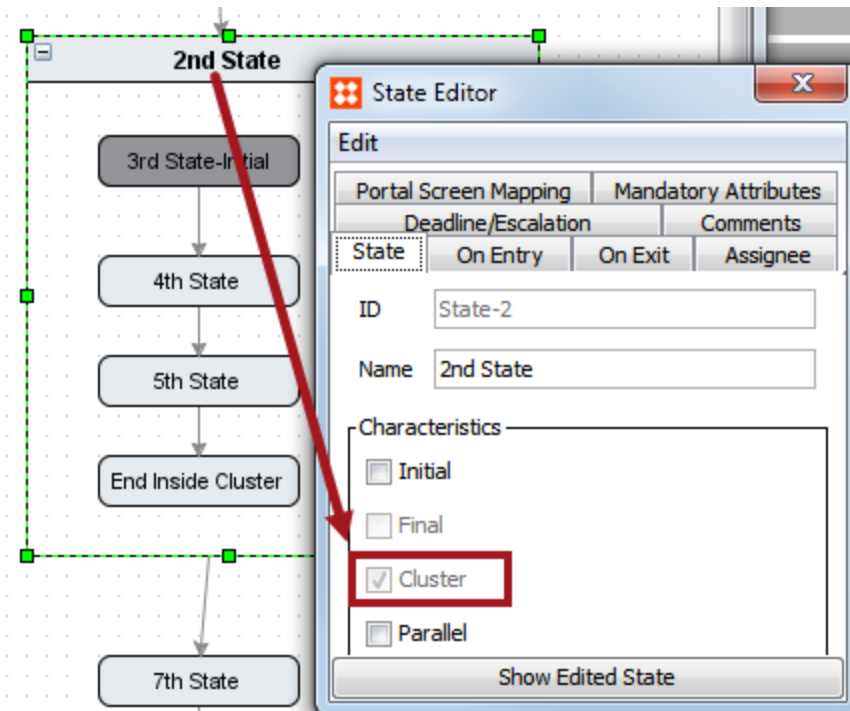 2nd State
3rd State-Initial
4th State
5th State
End Inside Cluster
7th State
State Editor
Edit
Portal Screen Mapping
Mandatory Attributes
Deadline/Escalation
Comments
State
On Entry
On Exit
Assignee
ID
State-2
Name
2nd State
Characteristics
Initial
Final
Cluster
Parallel
Show Edited State